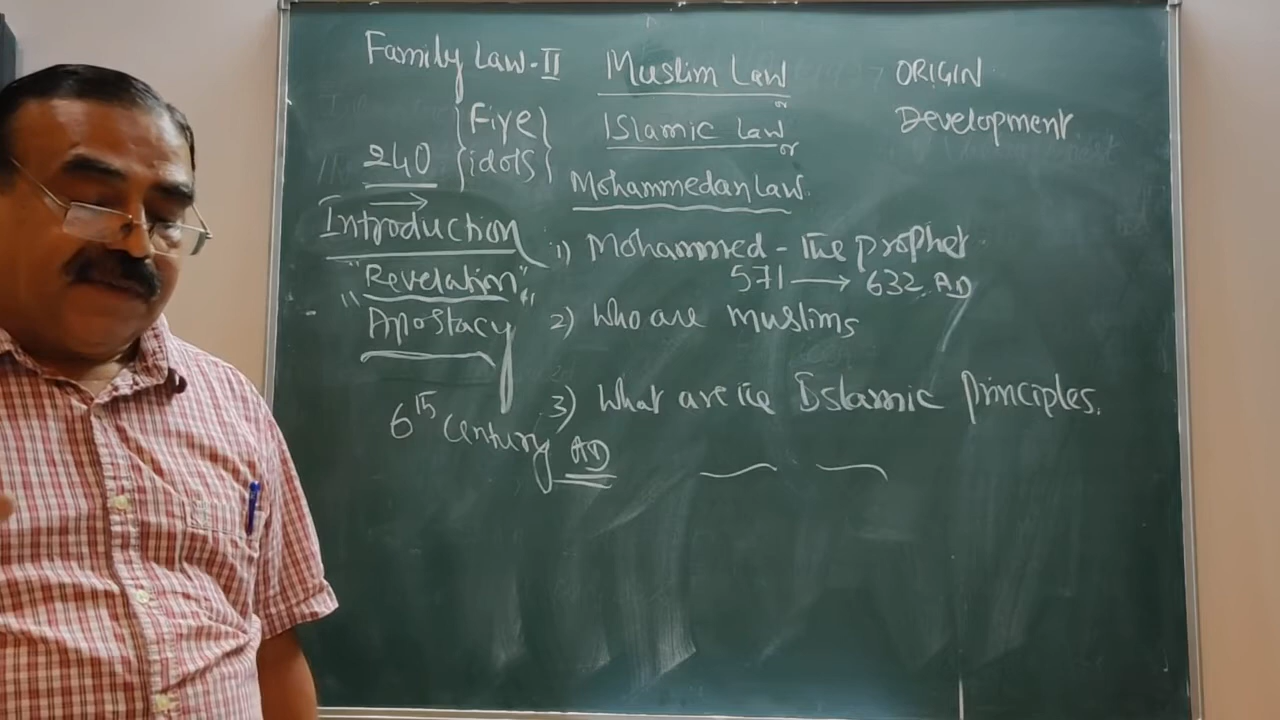 Family Law-II
Muslim Law
or
Islamic Law
or
Mohammedan Law.
ORIGIN
Development
240
Five
idols
Introduction
"Revelation"
"Apostacy"
6th Century AD
1) Mohammed - the prophet
571 → 632 AD
2) Who are muslims
3) What are the Islamic Principles.